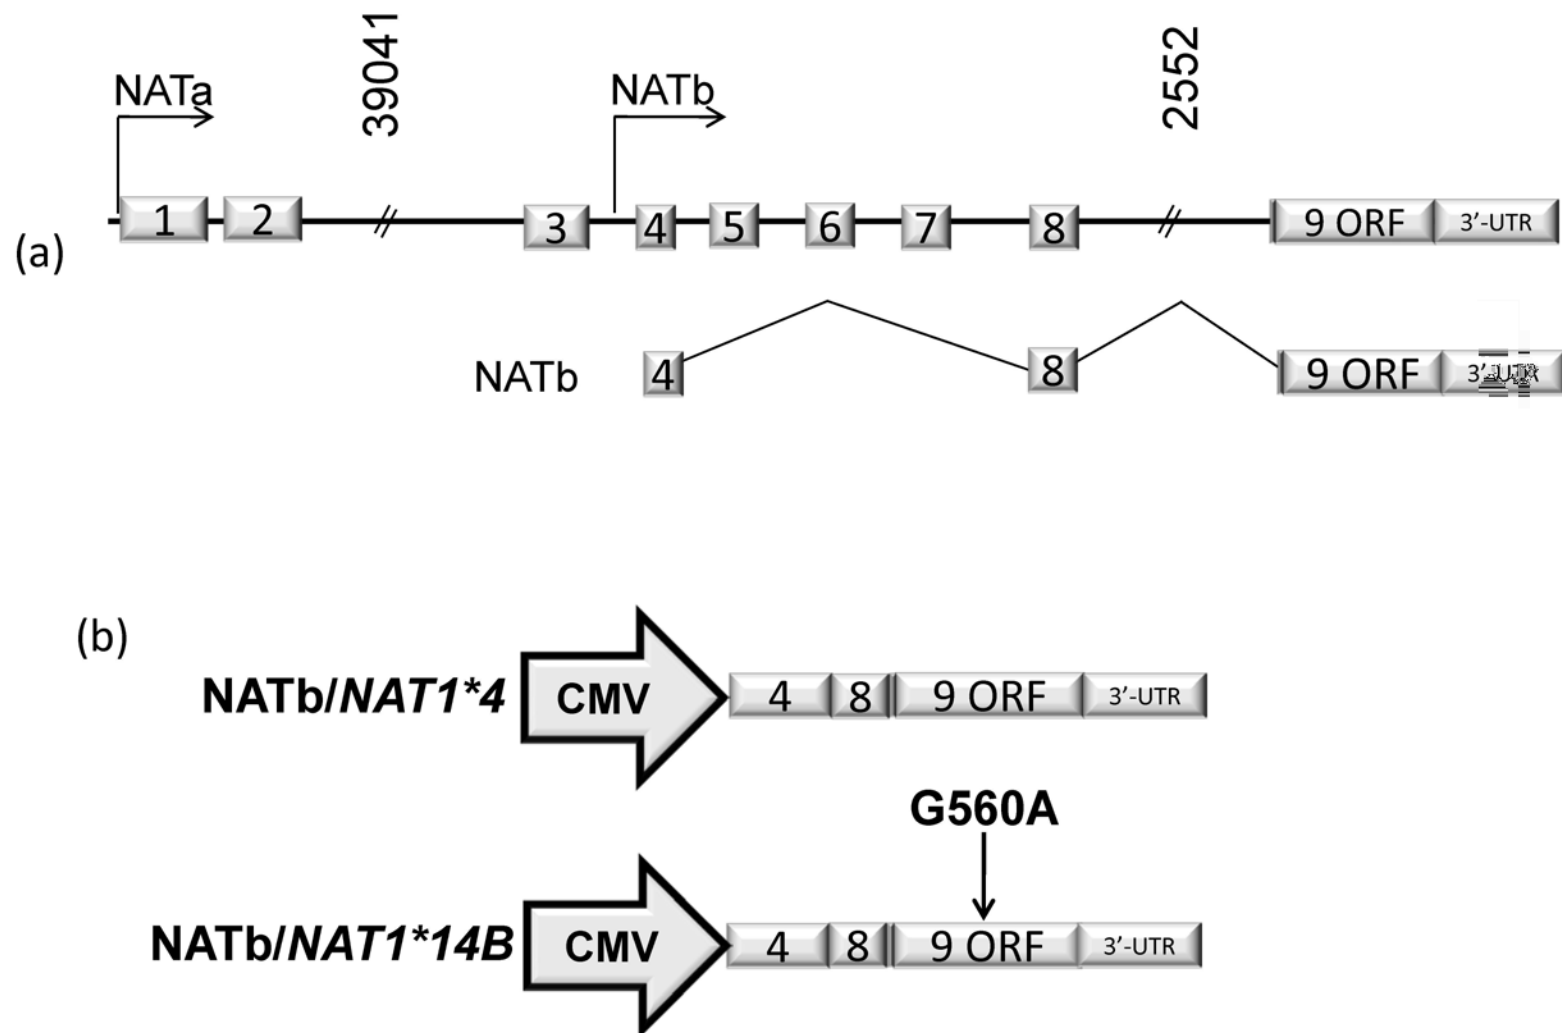 39041
2552
NATa
NATb
1 2 3 4 5 6 7 8 9 ORF 3'-UTR
(a)
NATb 4 8 9 ORF
(b)
NATb/NAT1*4 CMV 4 8 9 ORF 3'-UTR
G560A
NATb/NAT1*14B CMV 4 8 9 ORF 3'-UTR